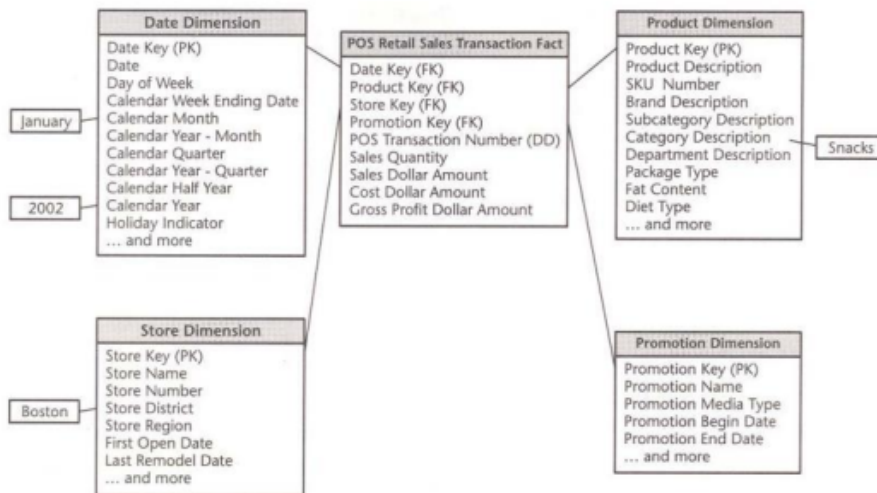 Date Dimension
Date Key (PK)
Date
Day of Week
Calendar Week Ending Date
Calendar Month
Calendar Year - Month
Calendar Quarter
Calendar Year - Quarter
Calendar Half Year
Calendar Year
Holiday Indicator
... and more
January
2002
POS Retail Sales Transaction Fact
Date Key (FK)
Product Key (FK)
Store Key (FK)
Promotion Key (FK)
POS Transaction Number (DD)
Sales Quantity
Sales Dollar Amount
Cost Dollar Amount
Gross Profit Dollar Amount
Product Dimension
Product Key (PK)
Product Description
SKU Number
Brand Description
Subcategory Description
Category Description
Department Description
Package Type
Fat Content
Diet Type
... and more
Snacks
Store Dimension
Store Key (PK)
Store Name
Store Number
Store District
Store Region
First Open Date
Last Remodel Date
... and more
Boston
Promotion Dimension
Promotion Key (PK)
Promotion Name
Promotion Media Type
Promotion Begin Date
Promotion End Date
... and more